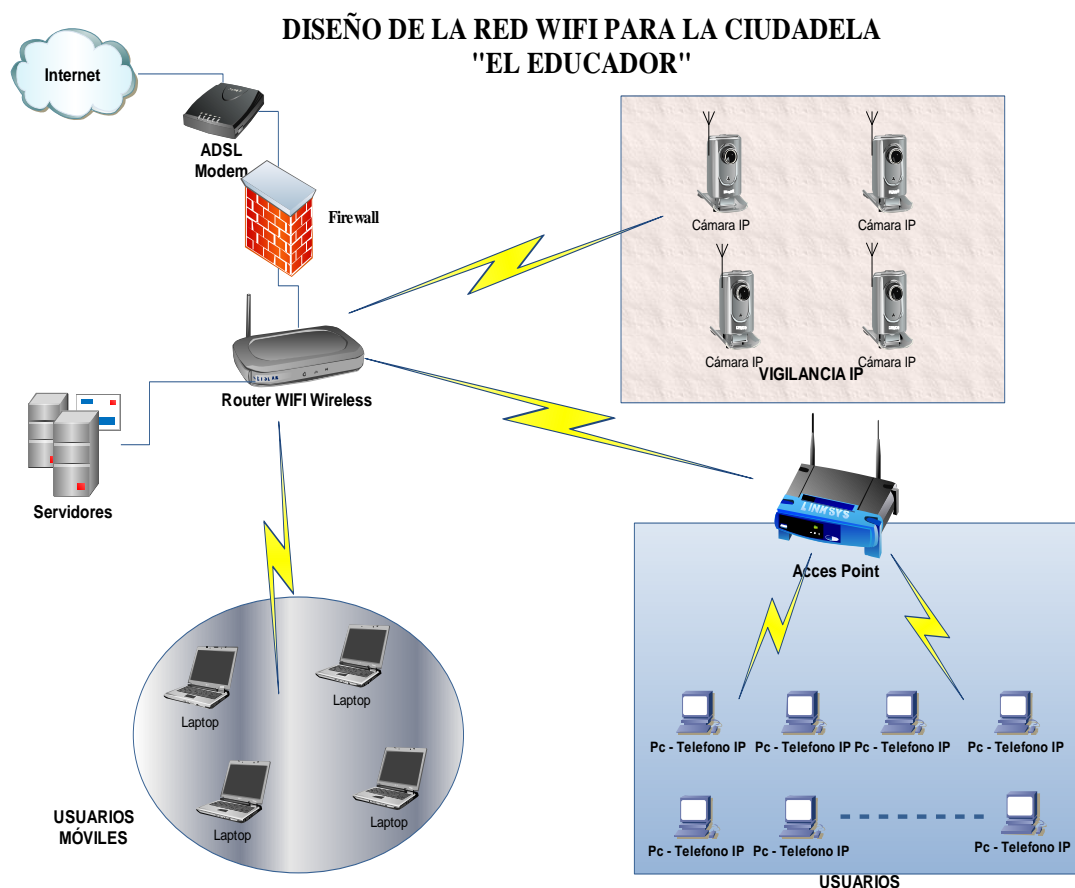 DISEÑO DE LA RED WIFI PARA LA CIUDADELA
"EL EDUCADOR"
Internet
ADSL
Modem
Firewall
Cámara IP
Cámara IP
Cámara IP
Cámara IP
VIGILANCIA IP
Router WIFI Wireless
Servidores
LINKSYS
Acces Point
Laptop
Laptop
Laptop
Laptop
USUARIOS
MÓVILES
Pc - Telefono IP
Pc - Telefono IP
Pc - Telefono IP
Pc - Telefono IP
Pc - Telefono IP
Pc - Telefono IP
Pc - Telefono IP
USUARIOS